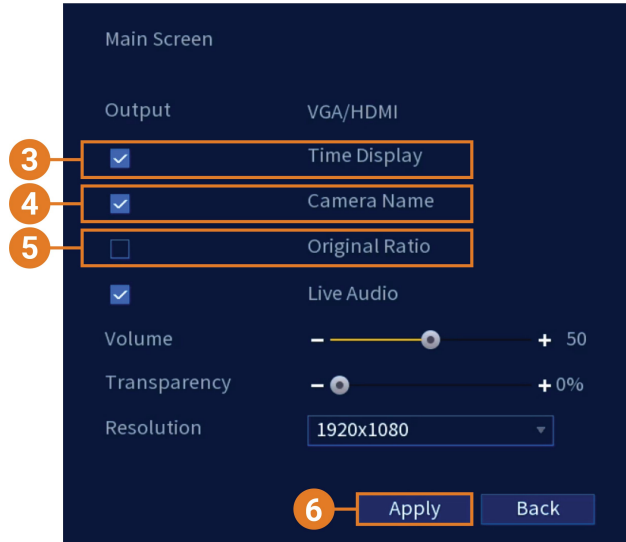 Main Screen
Output VGA/HDMI
3 Time Display
4 Camera Name
5 Original Ratio
Live Audio
Volume - + 50
Transparency - + 0%
Resolution 1920x1080
6 Apply Back